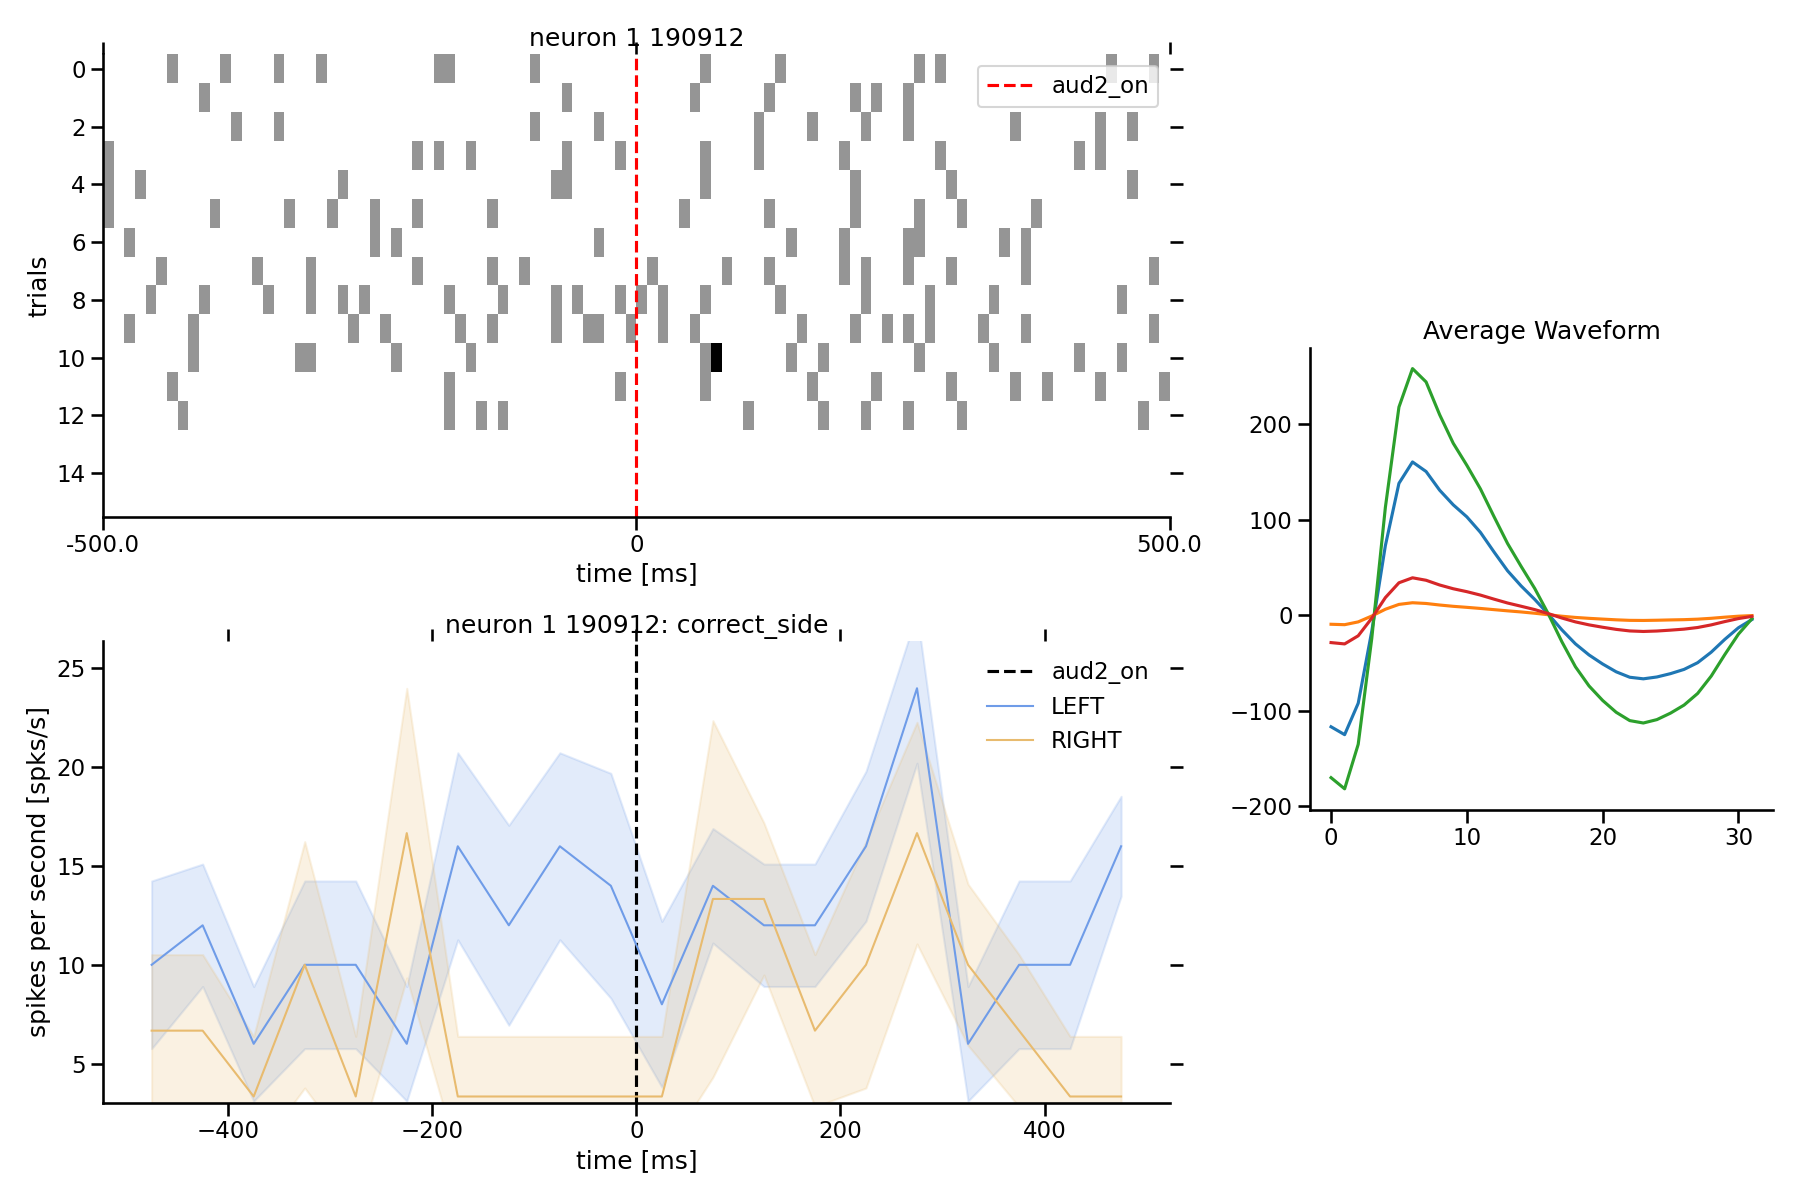 neuron 1 190912
aud2_on
0
2
4
6
8
10
12
14
trials
-500.0
0
500.0
time [ms]
neuron 1 190912: correct_side
aud2_on
LEFT
RIGHT
25
20
15
10
5
spikes per second [spks/s]
−400
−200
0
200
400
time [ms]
Average Waveform
200
100
0
−100
−200
0
10
20
30